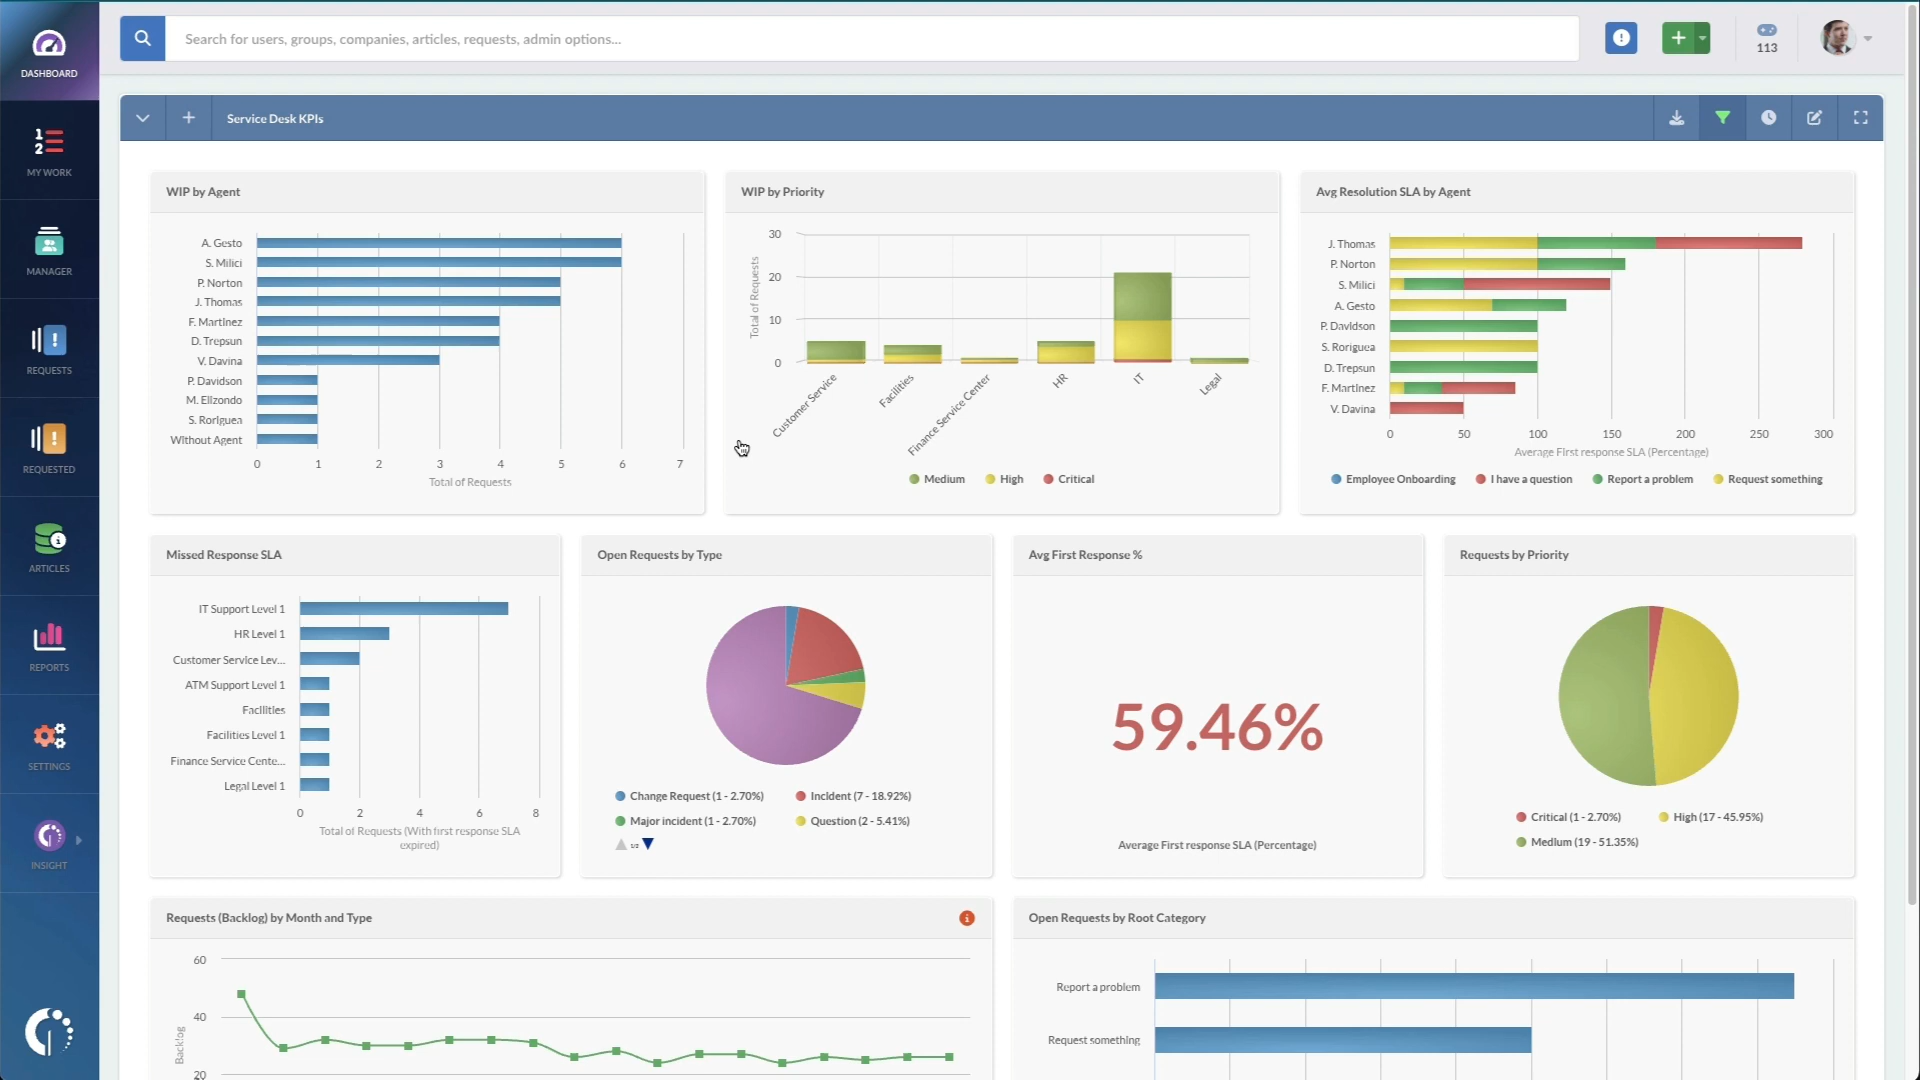 DASHBOARD
MY WORK
MANAGER
REQUESTS
REQUESTED
ARTICLES
REPORTS
SETTINGS
INSIGHT
Search for users, groups, companies, articles, requests, admin options...
113
Service Desk KPIs
WIP by Agent
A. Gesto
S. Milici
P. Norton
J. Thomas
F. Martinez
D. Trepsun
V. Davina
P. Davidson
M. Elizondo
S. Roriguea
Without Agent
0 1 2 3 4 5 6 7
Total of Requests
WIP by Priority
Total of Requests
30
20
10
0
Customer Service
Facilities
Finance Service Center
HR
IT
Legal
Medium High Critical
Avg Resolution SLA by Agent
J. Thomas
P. Norton
S. Milici
A. Gesto
P. Davidson
S. Roriguea
D. Trepsun
F. Martinez
V. Davina
0 50 100 150 200 250 300
Average First response SLA (Percentage)
Employee Onboarding I have a question Report a problem Request something
Missed Response SLA
IT Support Level 1
HR Level 1
Customer Service Lev...
ATM Support Level 1
Facilities
Facilities Level 1
Finance Service Cente...
Legal Level 1
0 2 4 6 8
Total of Requests (With first response SLA
expired)
Open Requests by Type
Change Request (1 - 2.70%) Incident (7 - 18.92%)
Major incident (1 - 2.70%) Question (2 - 5.41%)
1/2
Avg First Response %
59.46%
Average First response SLA (Percentage)
Requests by Priority
Critical (1 - 2.70%) High (17 - 45.95%)
Medium (19 - 51.35%)
Requests (Backlog) by Month and Type
60
40
20
Backlog
Open Requests by Root Category
Report a problem
Request something